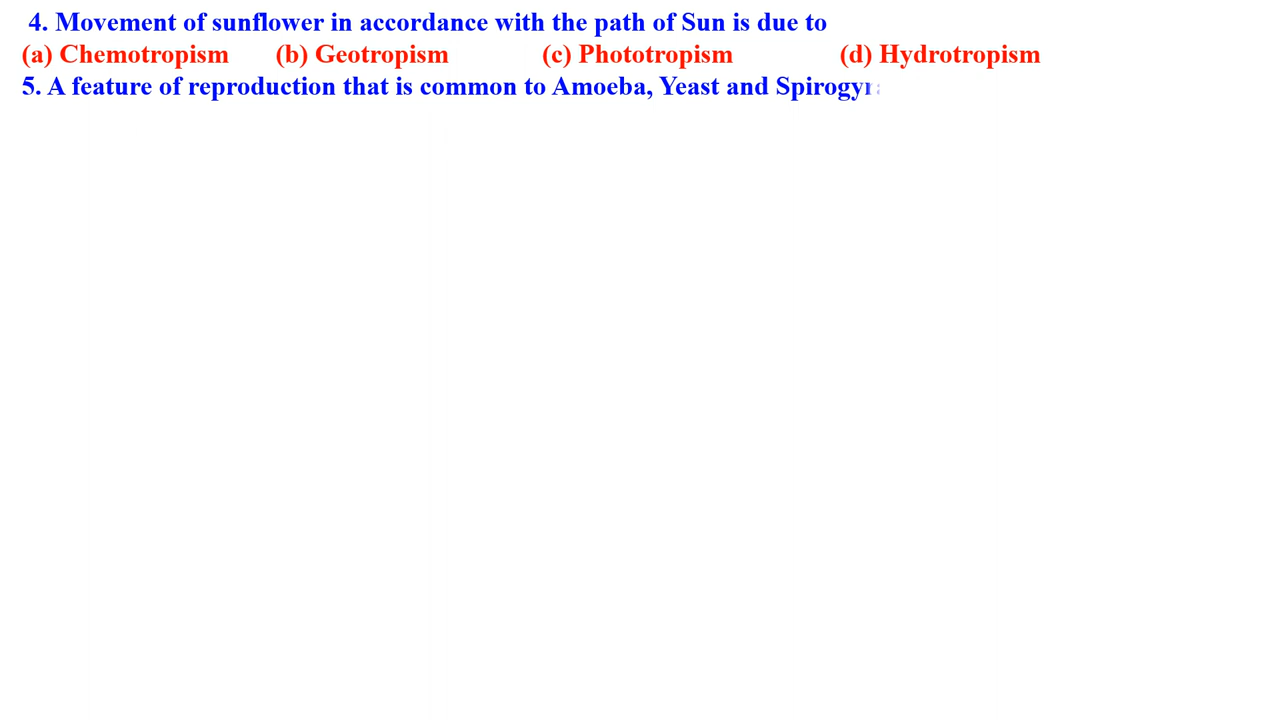 4. Movement of sunflower in accordance with the path of Sun is due to
(a) Chemotropism (b) Geotropism (c) Phototropism (d) Hydrotropism
5. A feature of reproduction that is common to Amoeba, Yeast and Spirogyra